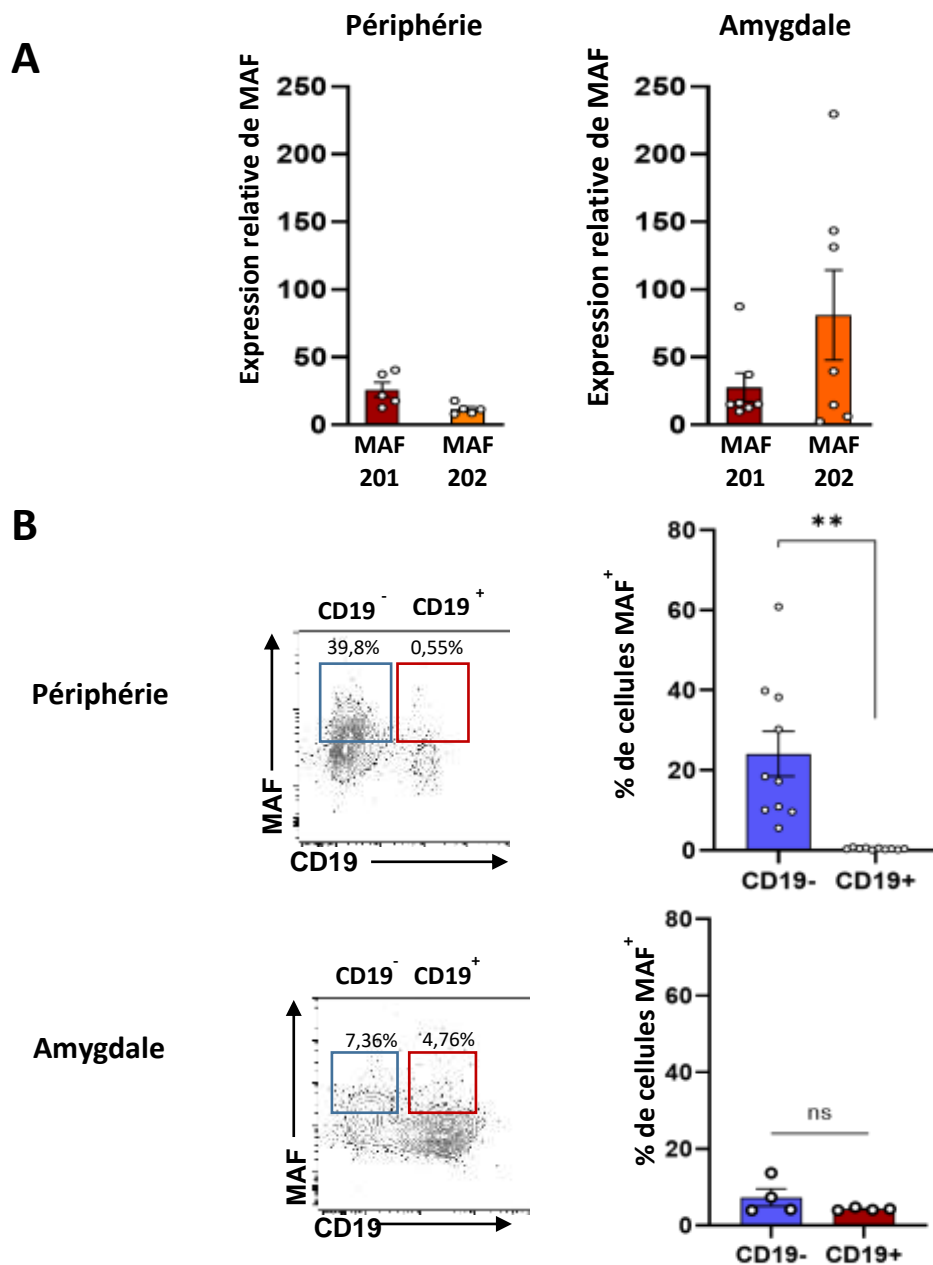 A
Périphérie
Expression relative de MAF
250
200
150
100
50
0
MAF 201
MAF 202
Amygdale
Expression relative de MAF
250
200
150
100
50
0
MAF 201
MAF 202
B
Périphérie
CD19-
CD19+
39,8%
0,55%
MAF
CD19
% de cellules MAF+
80
60
40
20
0
**
CD19-
CD19+
Amygdale
CD19-
CD19+
7,36%
4,76%
MAF
CD19
% de cellules MAF+
80
60
40
20
0
ns
CD19-
CD19+